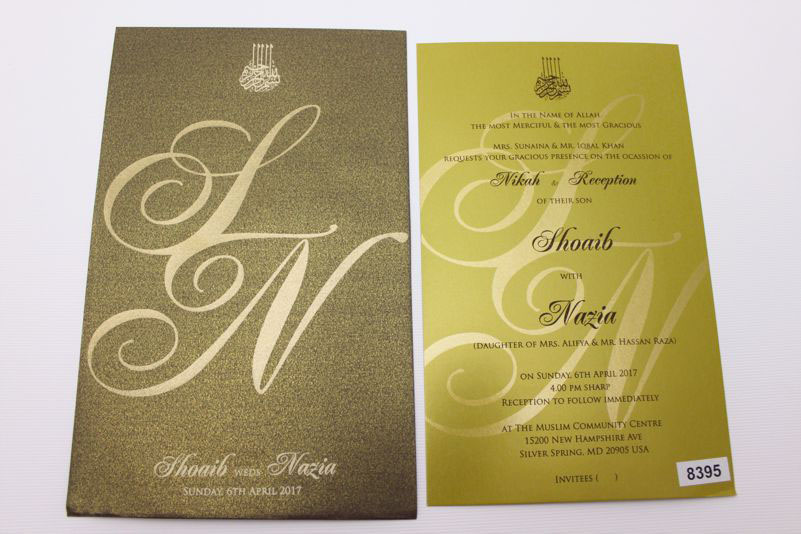 SN
Shoaib WEDS Nazia
SUNDAY, 6TH APRIL 2017
IN THE NAME OF ALLAH
THE MOST MERCIFUL & THE MOST GRACIOUS
MRS. SUNAINA & MR. IQBAL KHAN
REQUESTS YOUR GRACIOUS PRESENCE ON THE OCASSION OF
Nikah & Reception
OF THEIR SON
Shoaib
WITH
Nazia
(DAUGHTER OF MRS. ALIFYA & MR. HASSAN RAZA)
ON SUNDAY, 6TH APRIL 2017
4.00 PM SHARP
RECEPTION TO FOLLOW IMMEDIATELY
AT THE MUSLIM COMMUNITY CENTRE
15200 NEW HAMPSHIRE AVE
SILVER SPRING, MD 20905 USA
INVITEES ( )
8395